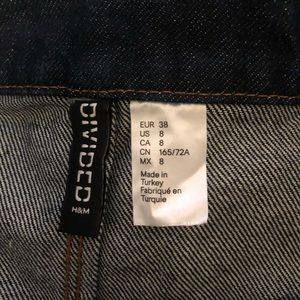 DIVIDED
H&M
EUR 38
US 8
CA 8
CN 165/72A
MX 8
Made in
Turkey
Fabriqué en
Turquie